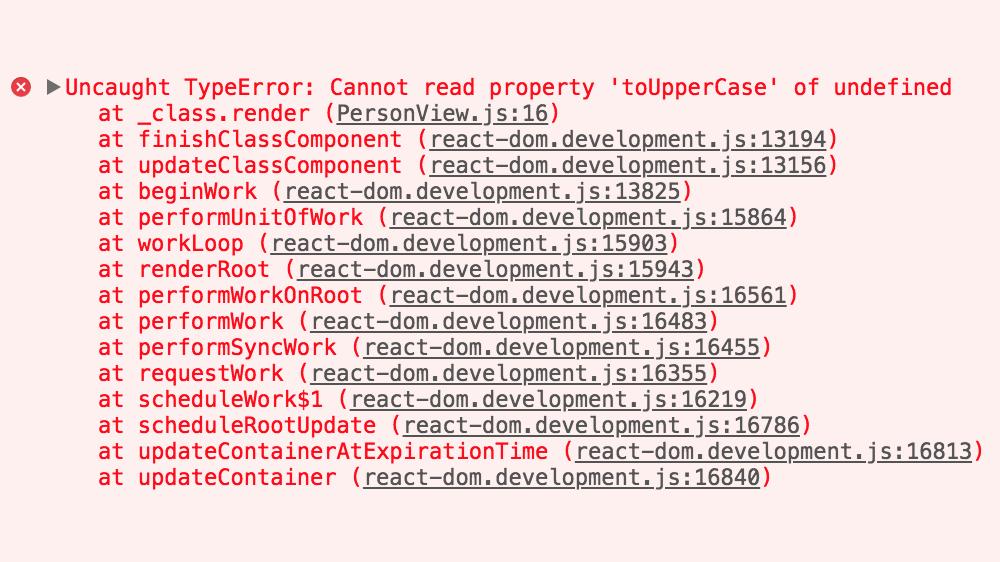 Uncaught TypeError: Cannot read property 'toUpperCase' of undefined
at _class.render (PersonView.js:16)
at finishClassComponent (react-dom.development.js:13194)
at updateClassComponent (react-dom.development.js:13156)
at beginWork (react-dom.development.js:13825)
at performUnitOfWork (react-dom.development.js:15864)
at workLoop (react-dom.development.js:15903)
at renderRoot (react-dom.development.js:15943)
at performWorkOnRoot (react-dom.development.js:16561)
at performWork (react-dom.development.js:16483)
at performSyncWork (react-dom.development.js:16455)
at requestWork (react-dom.development.js:16355)
at scheduleWork$1 (react-dom.development.js:16219)
at scheduleRootUpdate (react-dom.development.js:16786)
at updateContainerAtExpirationTime (react-dom.development.js:16813)
at updateContainer (react-dom.development.js:16840)